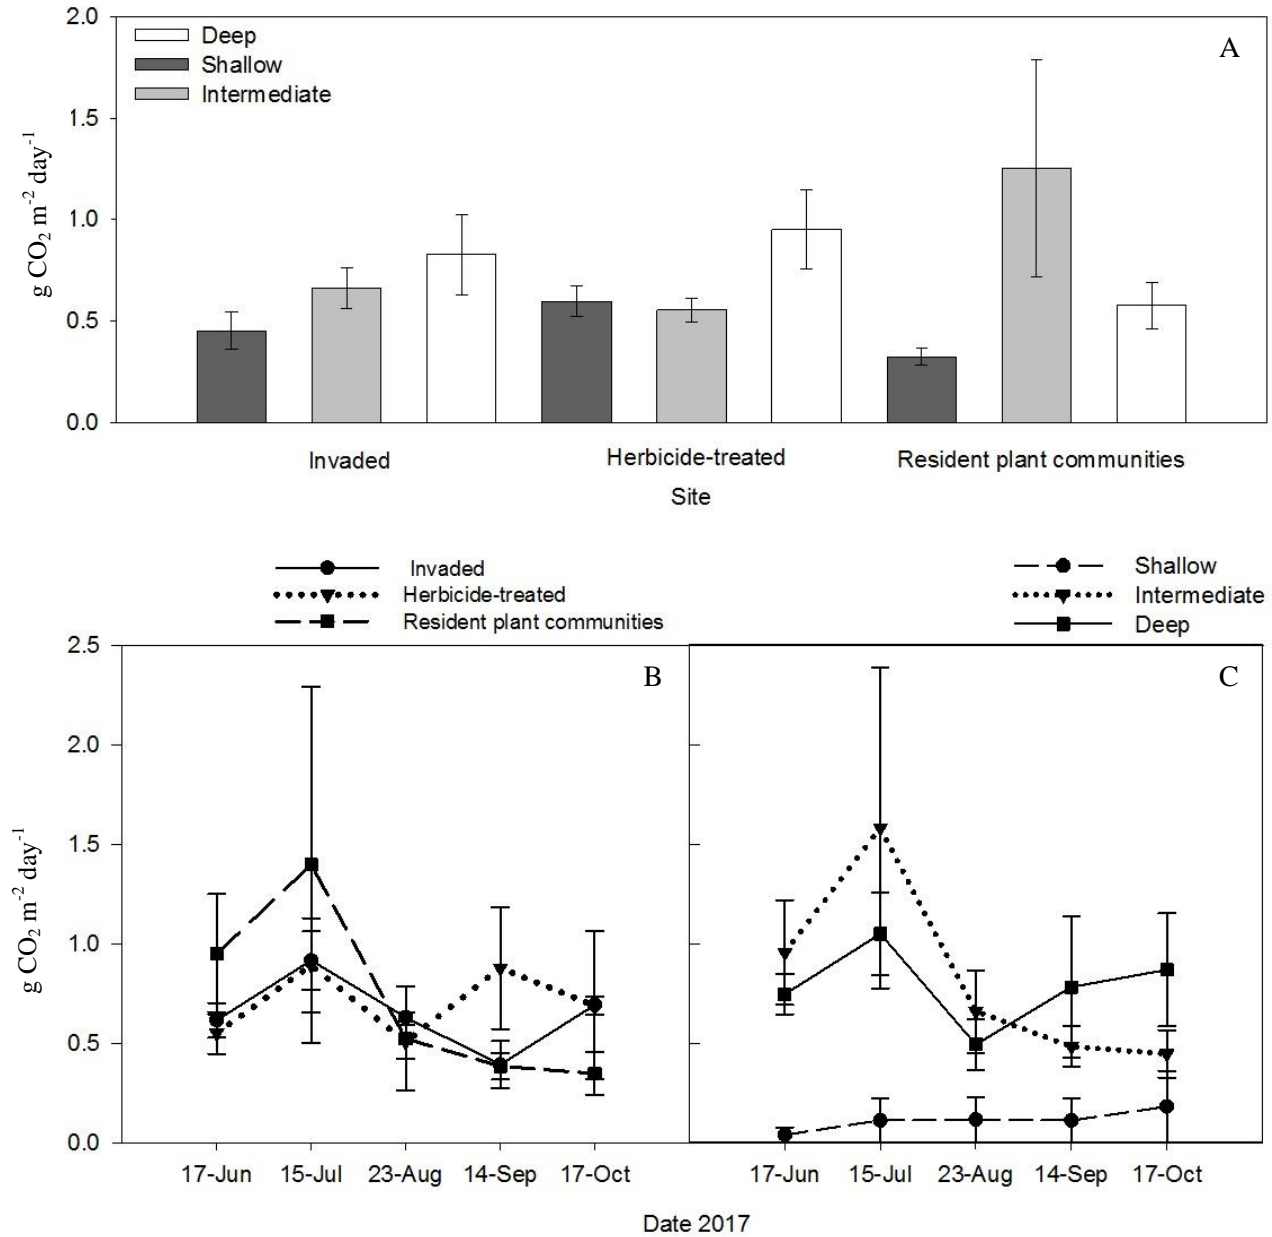 2.0
1.5
1.0
0.5
0.0
g CO2 m-2 day-1
Deep
Shallow
Intermediate
A
Invaded
Herbicide-treated
Resident plant communities
Site
Invaded
Herbicide-treated
Resident plant communities
Shallow
Intermediate
Deep
2.5
2.0
1.5
1.0
0.5
0.0
g CO2 m-2 day-1
B
C
17-Jun 15-Jul 23-Aug 14-Sep 17-Oct
17-Jun 15-Jul 23-Aug 14-Sep 17-Oct
Date 2017